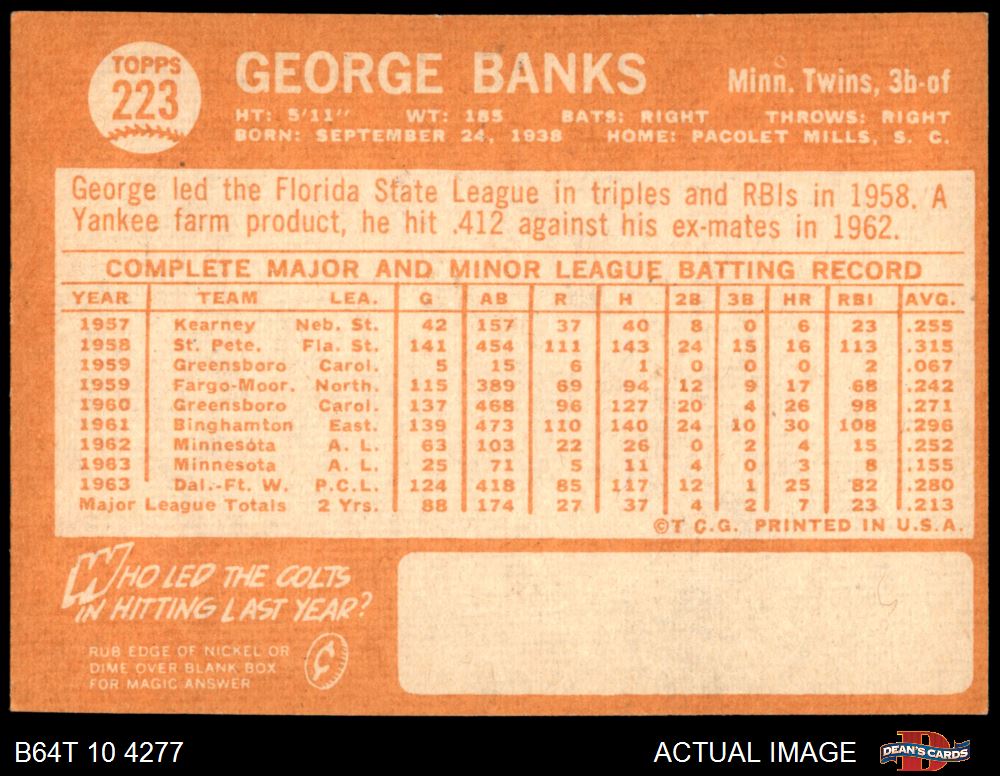 TOPPS
223
GEORGE BANKS
Minn. Twins, 3b-of
HT: 5'11" WT: 185 BATS: RIGHT THROWS: RIGHT
BORN: SEPTEMBER 24, 1938 HOME: PACOLET MILLS, S. C.
George led the Florida State League in triples and RBIs in 1958. A
Yankee farm product, he hit .412 against his ex-mates in 1962.
COMPLETE MAJOR AND MINOR LEAGUE BATTING RECORD
YEAR TEAM LEA. G AB R H 2B 3B HR RBI AVG.
1957 Kearney Neb. St. 42 157 37 40 8 0 6 23 .255
1958 St. Pete. Fla. St. 141 454 111 143 24 15 16 113 .315
1959 Greensboro Carol. 5 15 6 1 0 0 0 2 .067
1959 Fargo-Moor. North. 115 389 69 94 12 9 17 68 .242
1960 Greensboro Carol. 137 468 96 127 20 4 26 98 .271
1961 Binghamton East. 139 473 110 140 24 10 30 108 .296
1962 Minnesota A. L. 63 103 22 26 0 2 4 15 .252
1963 Minnesota A. L. 25 71 5 11 4 0 3 8 .155
1963 Dal.-Ft. W. P.C.L. 124 418 85 117 12 1 25 82 .280
Major League Totals 2 Yrs. 88 174 27 37 4 2 7 23 .213
©T.C.G. PRINTED IN U.S.A.
WHO LED THE COLTS
IN HITTING LAST YEAR?
RUB EDGE OF NICKEL OR
DIME OVER BLANK BOX
FOR MAGIC ANSWER
B64T 10 4277
ACTUAL IMAGE
DEAN'S CARDS